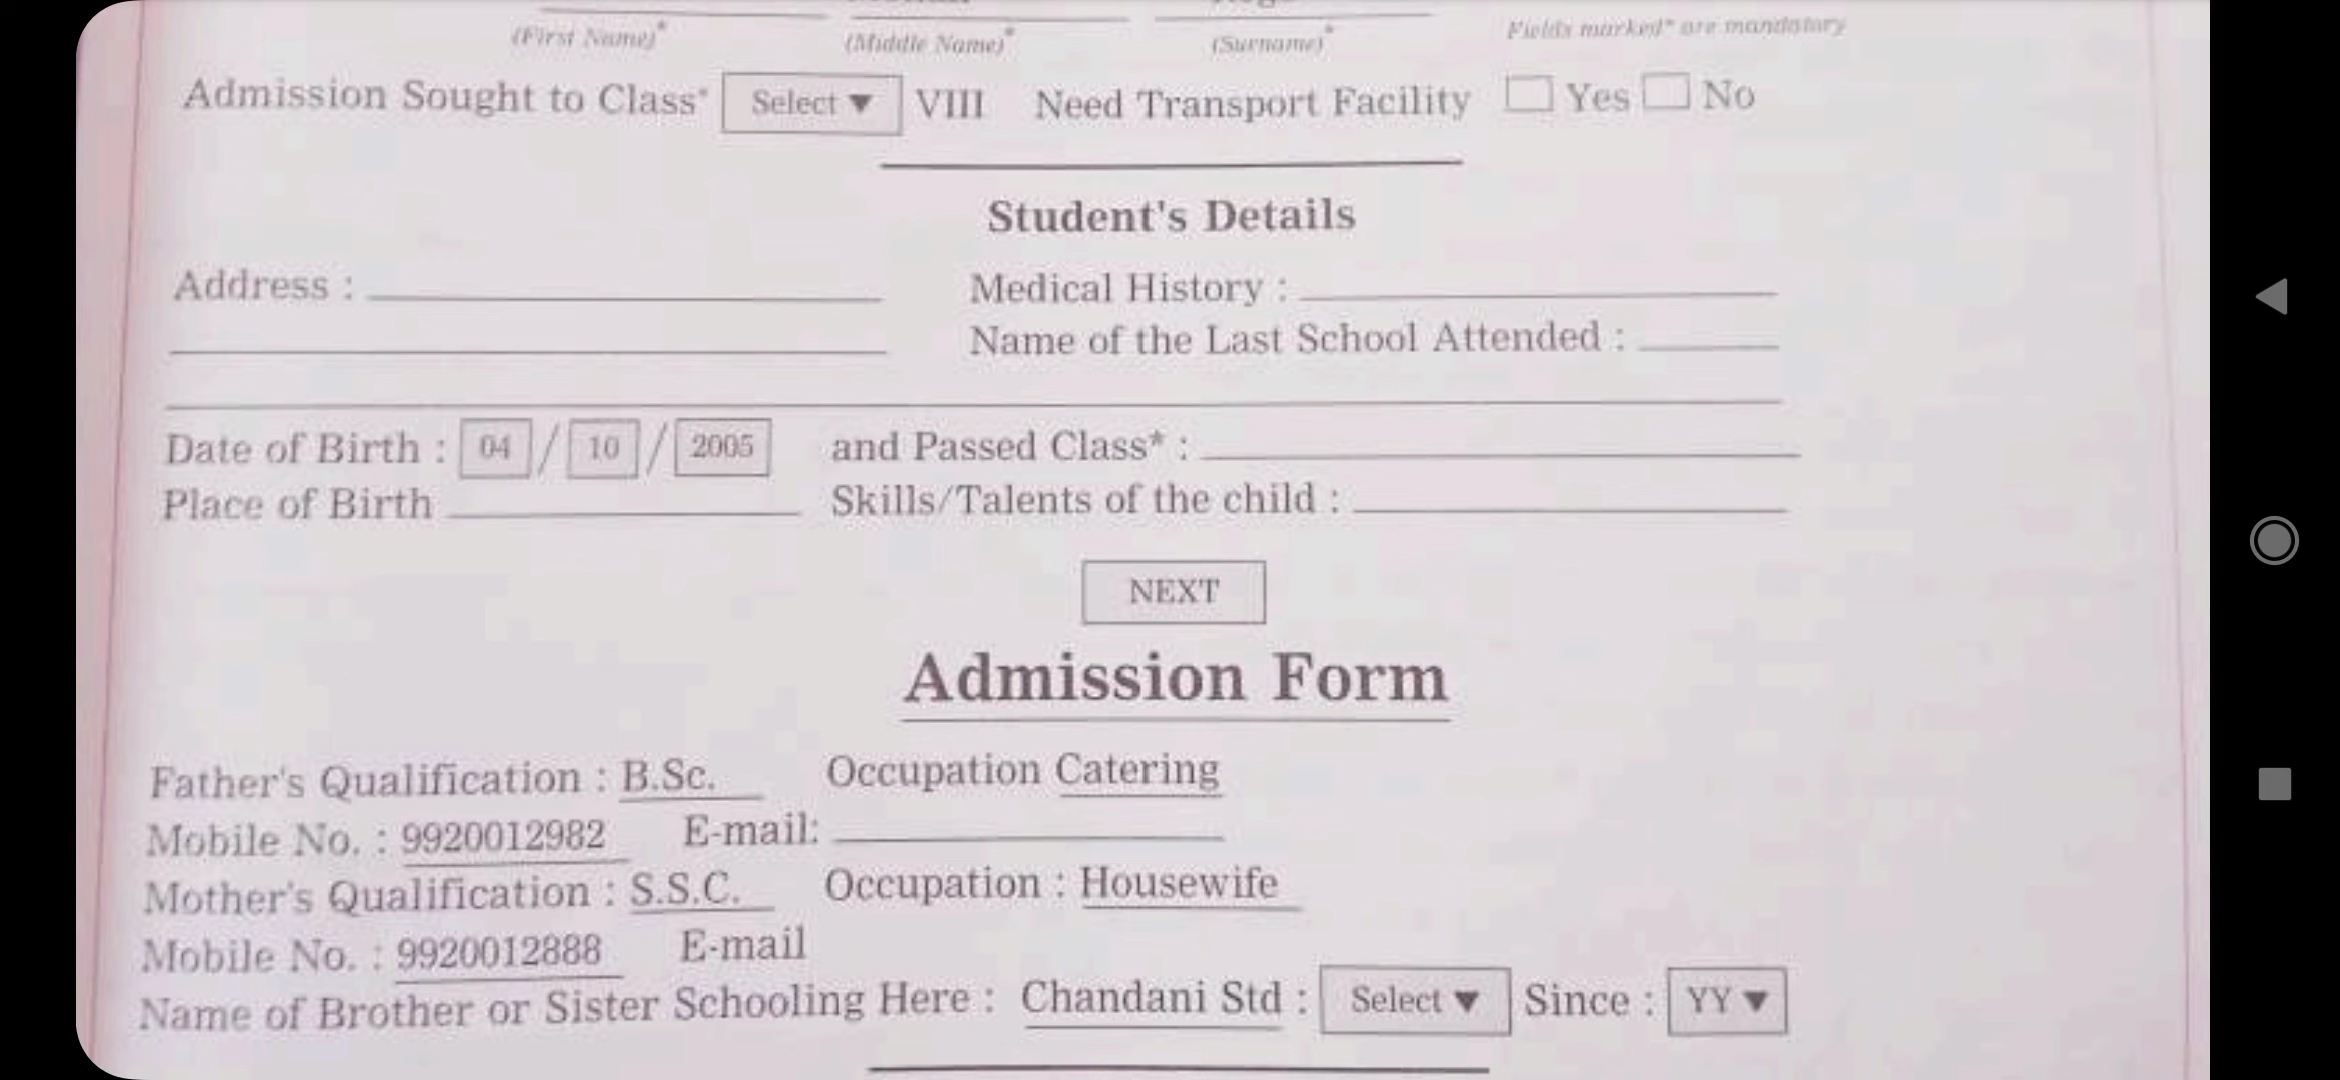 (First Name)* (Middle Name)* (Surname)* Fields marked* are mandatory
Admission Sought to Class* Select ▼ VIII Need Transport Facility Yes No
Student's Details
Address : Medical History :
Name of the Last School Attended :
Date of Birth : 04 / 10 / 2005 and Passed Class* :
Place of Birth Skills/Talents of the child :
NEXT
Admission Form
Father's Qualification : B.Sc. Occupation Catering
Mobile No. : 9920012982 E-mail:
Mother's Qualification : S.S.C. Occupation : Housewife
Mobile No. : 9920012888 E-mail
Name of Brother or Sister Schooling Here : Chandani Std : Select ▼ Since : YY ▼